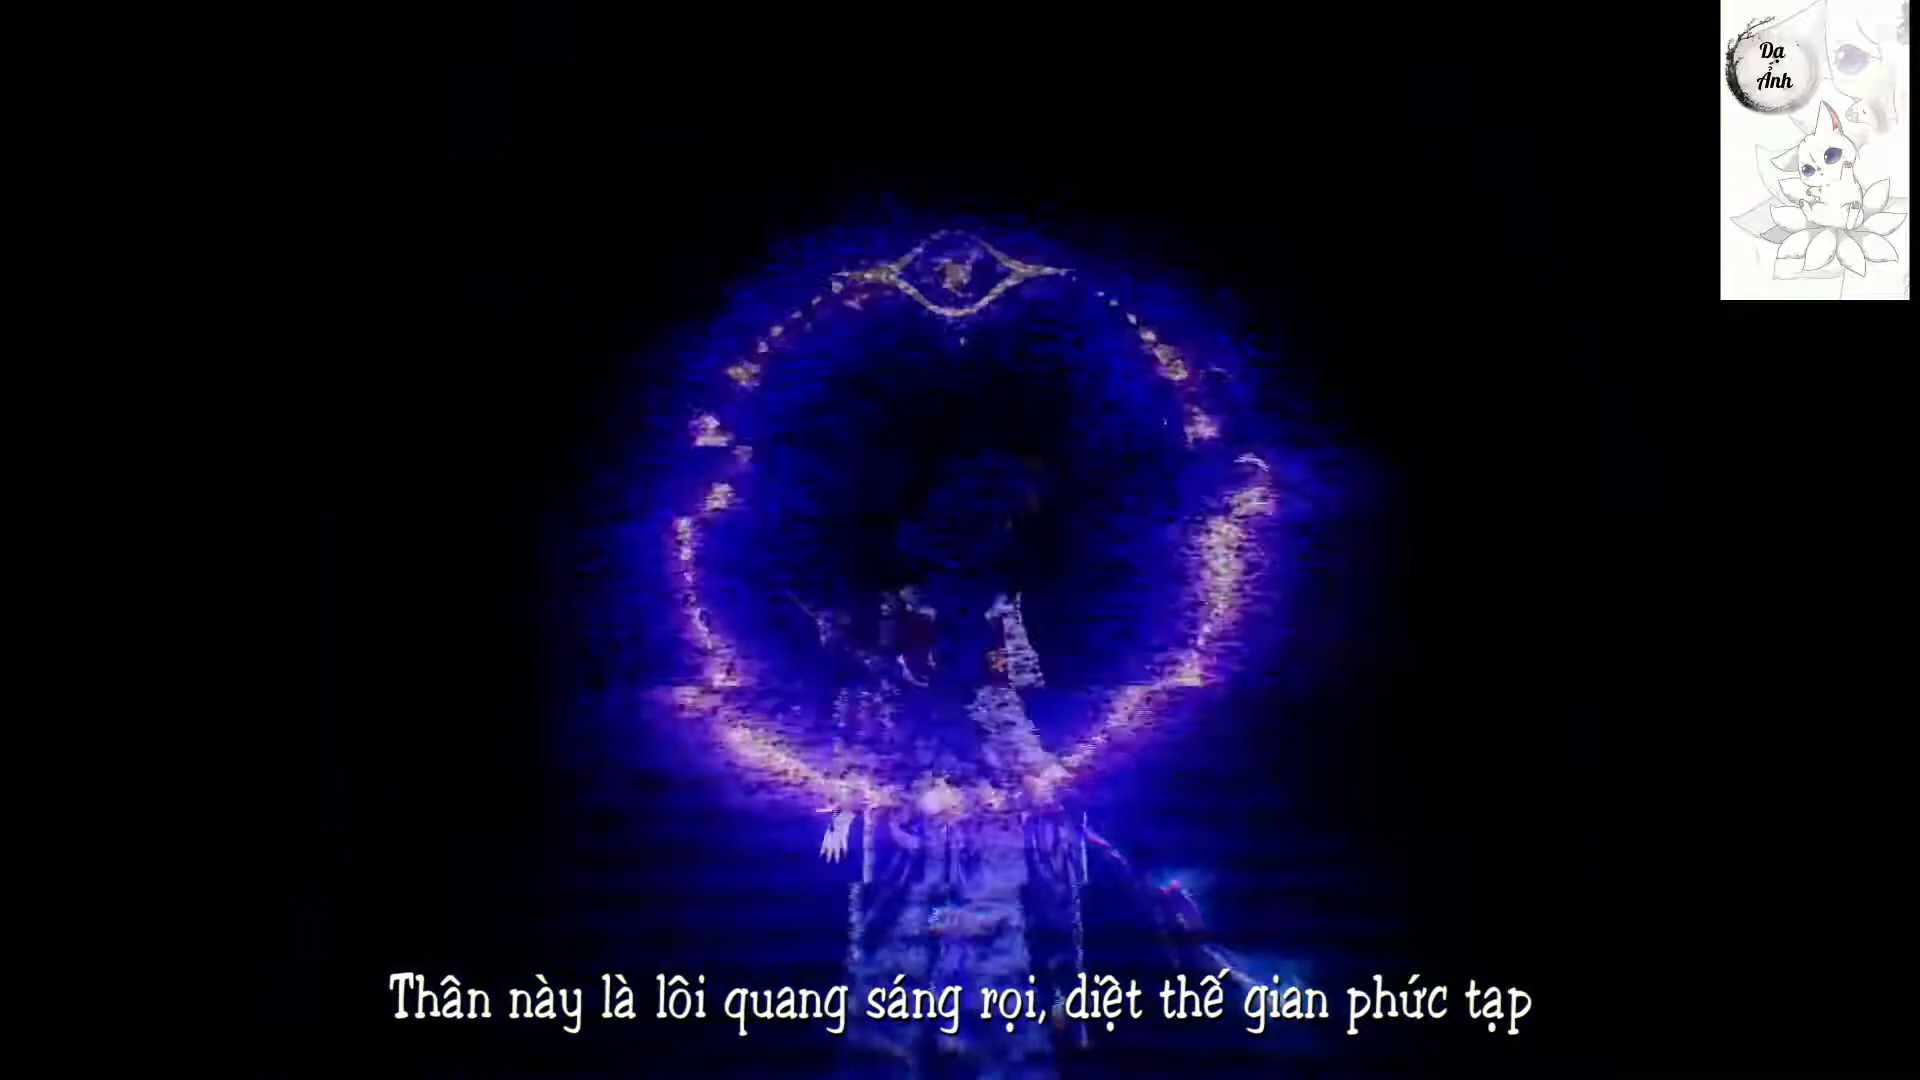 Dạ
Ảnh
Thân này là lôi quang sáng rọi, diệt thế gian phức tạp